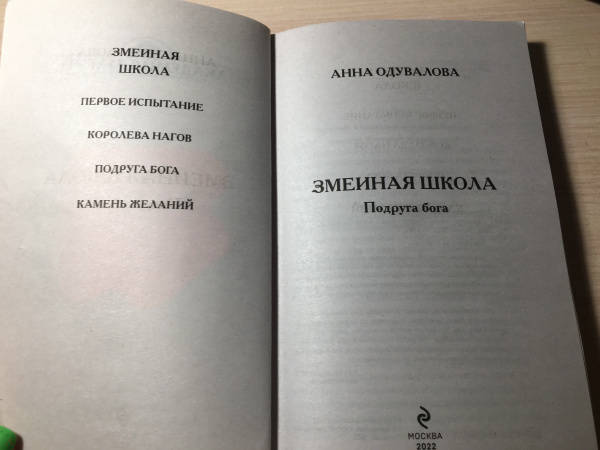 ЗМЕИНАЯ
ШКОЛА
ПЕРВОЕ ИСПЫТАНИЕ
КОРОЛЕВА НАГОВ
ПОДРУГА БОГА
КАМЕНЬ ЖЕЛАНИЙ
АННА ОДУВАЛОВА
ЗМЕИНАЯ ШКОЛА
Подруга бога
МОСКВА
2022